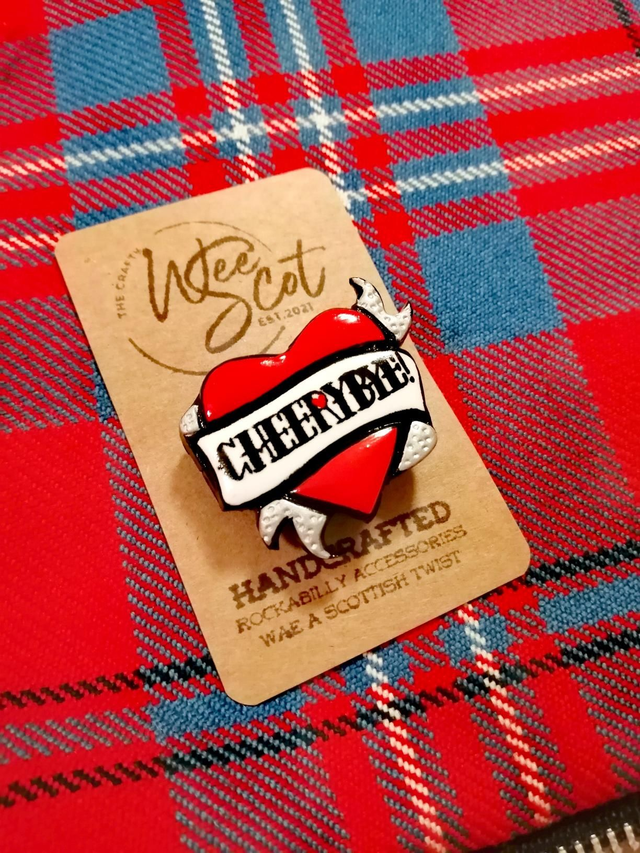 THE CRAFTY
Wee
Scot
EST.2021
CHEERYBYE!
HANDCRAFTED
ROCKABILLY ACCESSORIES
WAE A SCOTTISH TWIST